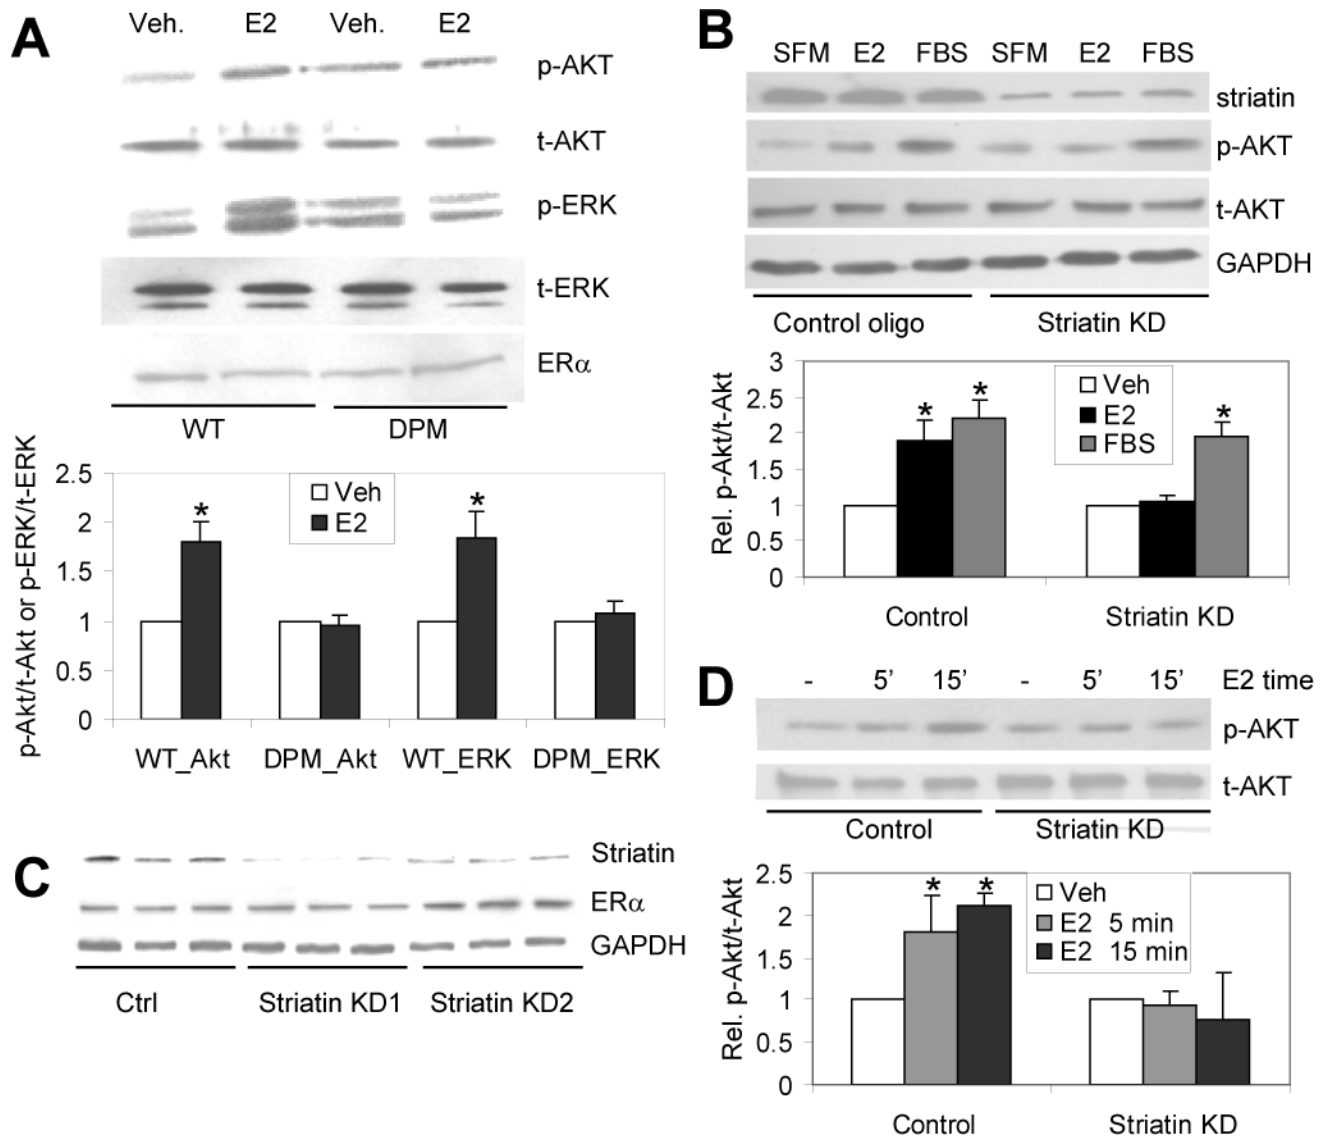 A
Veh. E2 Veh. E2
p-AKT
t-AKT
p-ERK
t-ERK
ERα
WT DPM
p-Akt/t-Akt or p-ERK/t-ERK
2.5
2
1.5
1
0.5
0
Veh
E2
*
*
WT_Akt DPM_Akt WT_ERK DPM_ERK
B
SFM E2 FBS SFM E2 FBS
striatin
p-AKT
t-AKT
GAPDH
Control oligo Striatin KD
Rel. p-Akt/t-Akt
3
2.5
2
1.5
1
0.5
0
Veh
E2
FBS
* * *
Control Striatin KD
C
Striatin
ERα
GAPDH
Ctrl Striatin KD1 Striatin KD2
D
- 5’ 15’ - 5’ 15’ E2 time
p-AKT
t-AKT
Control Striatin KD
Rel. p-Akt/t-Akt
2.5
2
1.5
1
0.5
0
Veh
E2 5 min
E2 15 min
* *
Control Striatin KD